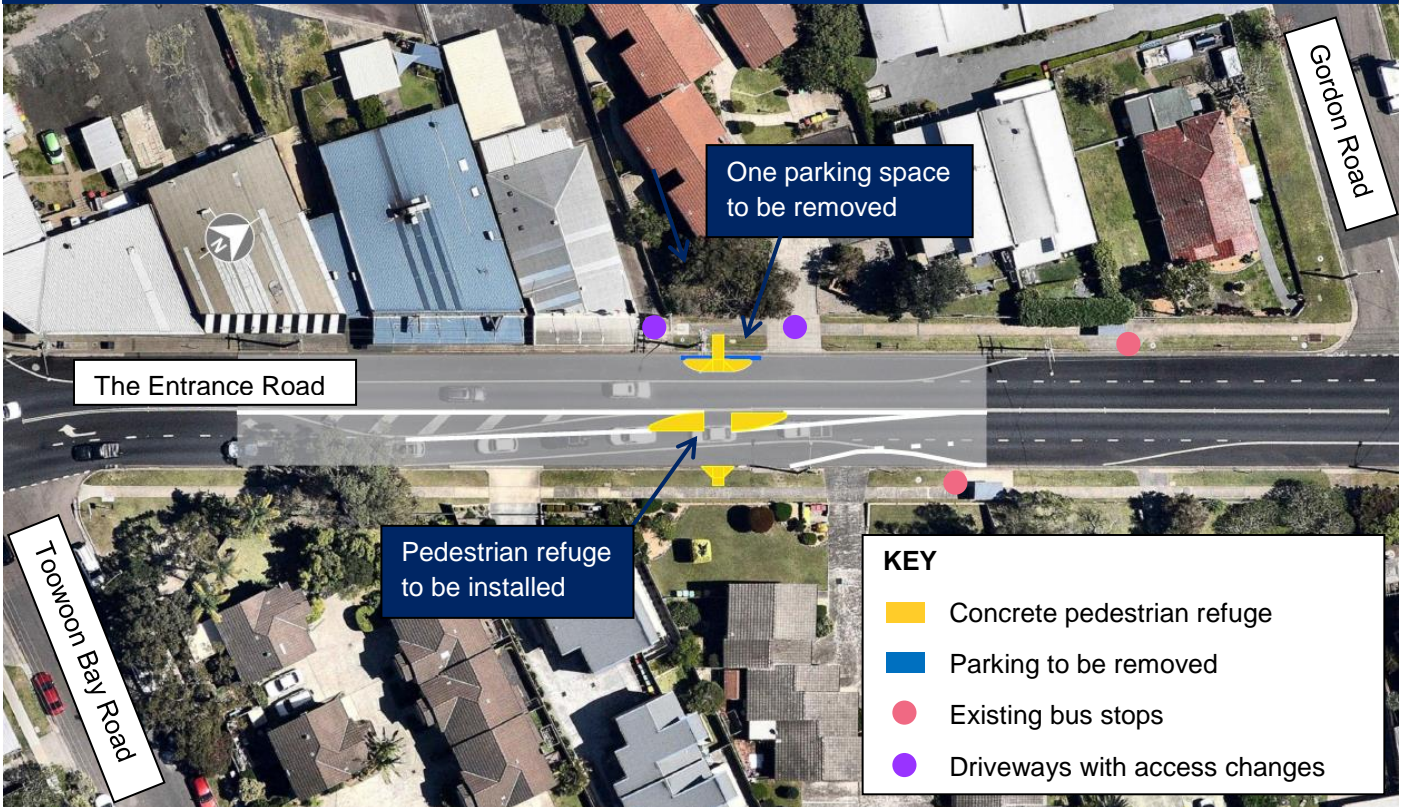 Gordon Road
One parking space
to be removed
N
The Entrance Road
Pedestrian refuge
to be installed
Toowoon Bay Road
KEY
Concrete pedestrian refuge
Parking to be removed
Existing bus stops
Driveways with access changes